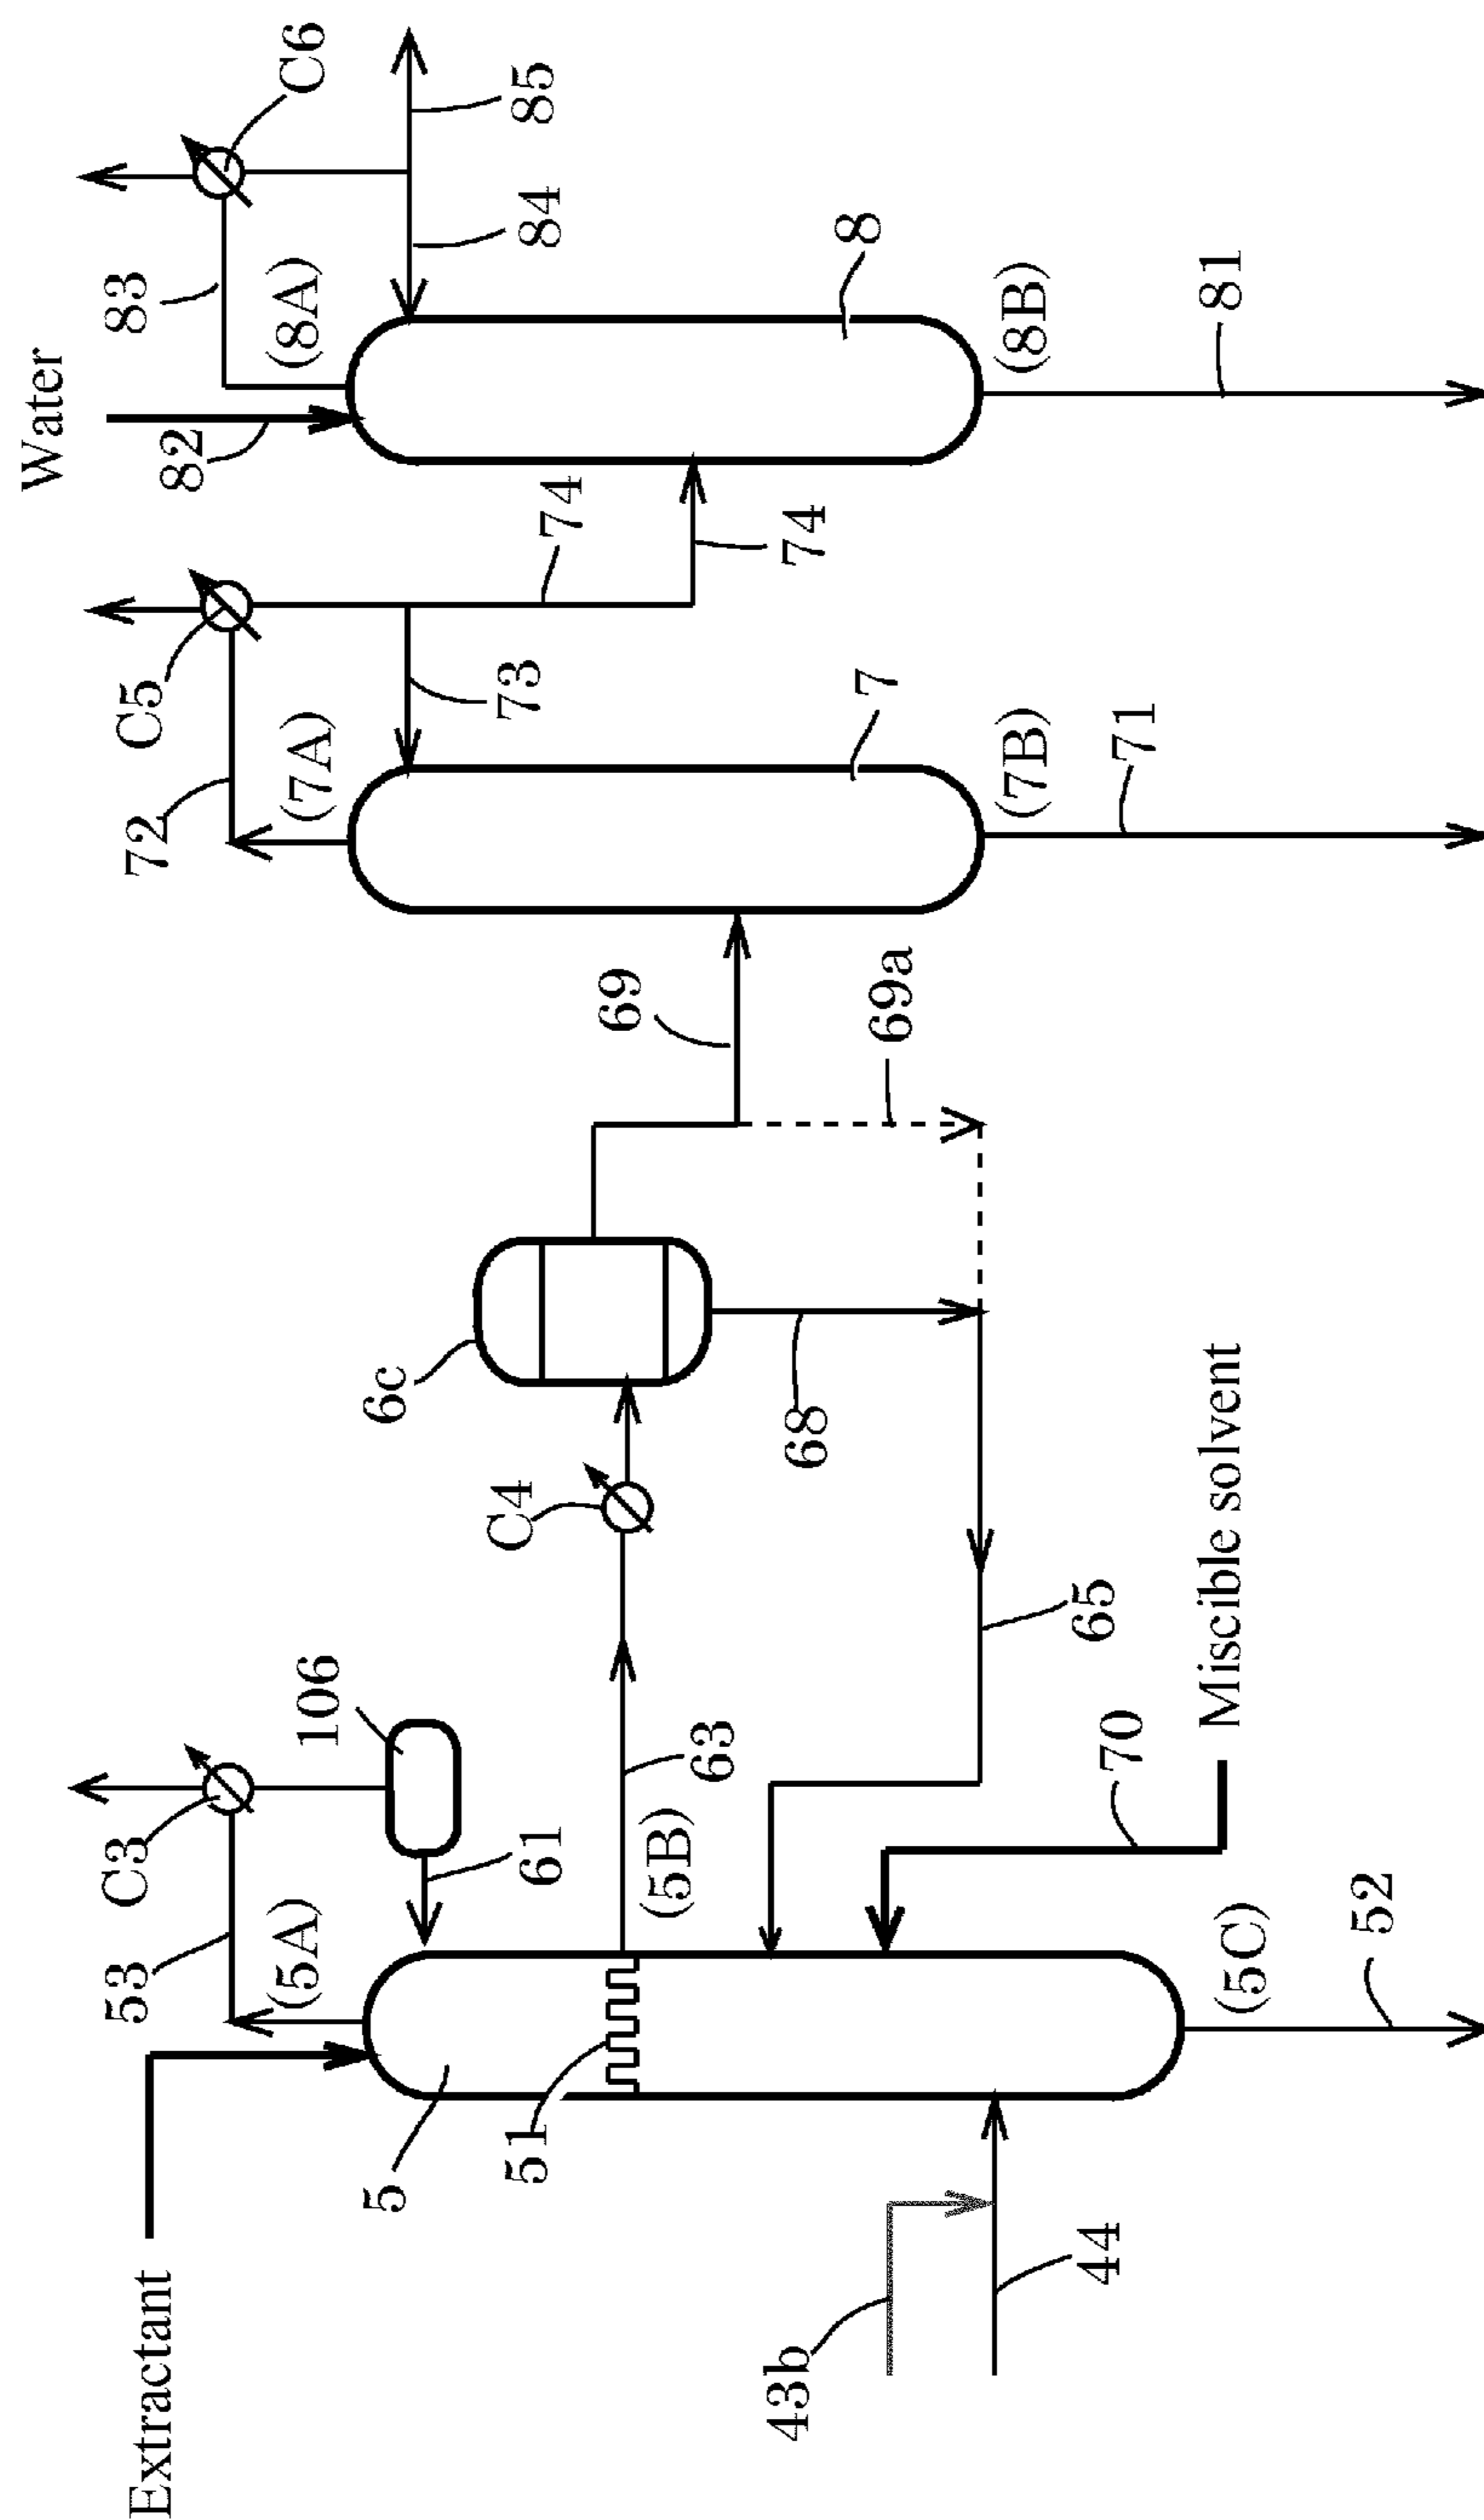 Extractant
Water
53
C3
(5A)
106
61
5
51
43b
44
63
(5B)
C4
6c
68
65
70
Miscible solvent
(5C)
52
69
69a
72
C5
(7A)
73
7
(7B)
71
74
74
82
83
(8A)
C6
84
85
8
(8B)
81